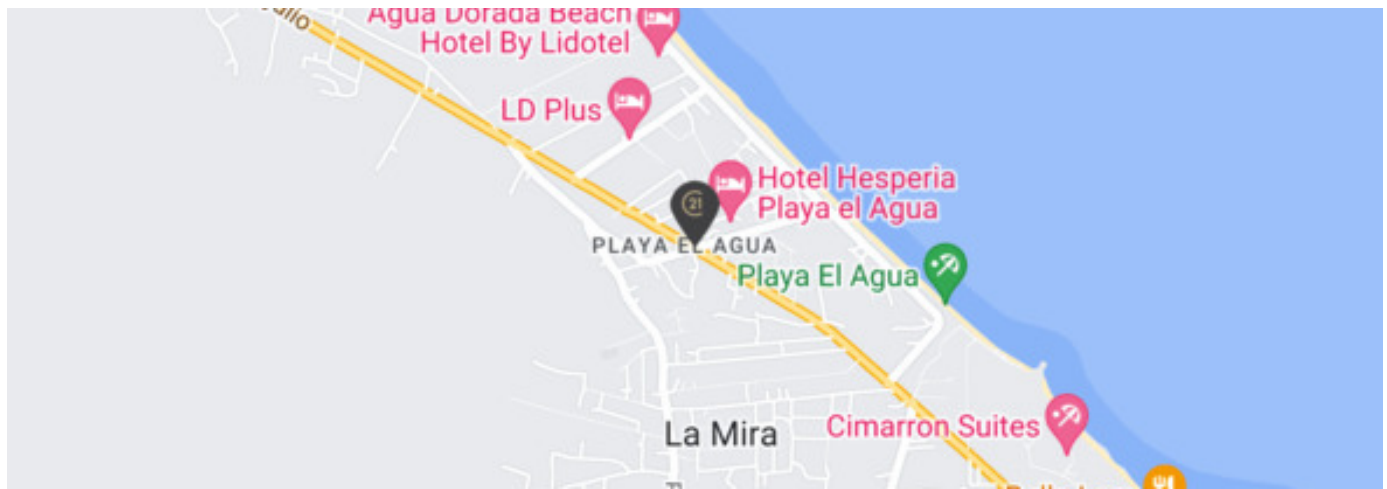 Agua Dorada Beach
Hotel By Lidotel
LD Plus
Hotel Hesperia
Playa el Agua
21
PLAYA EL AGUA
Playa El Agua
Cimarron Suites
La Mira